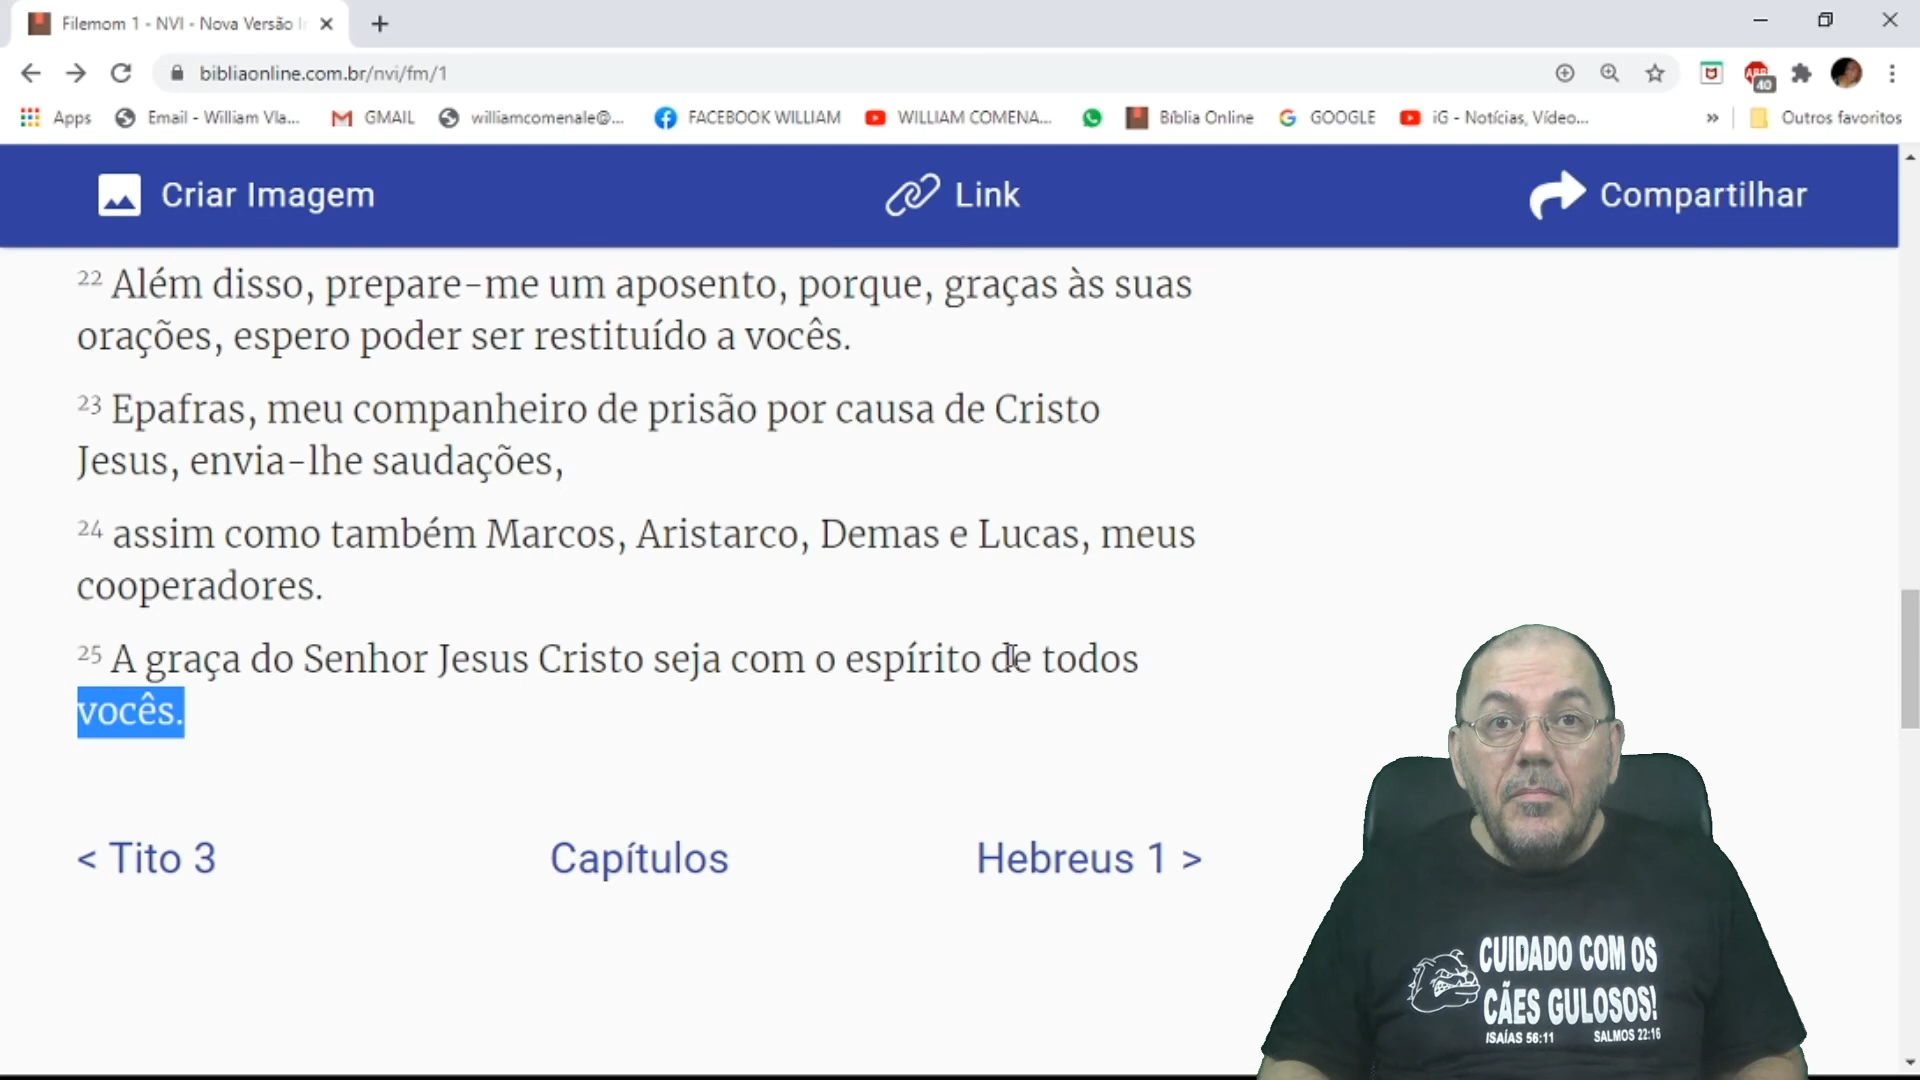 Filemom 1 - NVI - Nova Versão I
bibliaonline.com.br/nvi/fm/1
40
Apps
Email - William Vla...
GMAIL
williamcomenale@...
FACEBOOK WILLIAM
WILLIAM COMENA...
Bíblia Online
GOOGLE
iG - Notícias, Vídeo...
»
Outros favoritos
Criar Imagem
Link
Compartilhar
22 Além disso, prepare-me um aposento, porque, graças às suas
orações, espero poder ser restituído a vocês.
23 Epafras, meu companheiro de prisão por causa de Cristo
Jesus, envia-lhe saudações,
24 assim como também Marcos, Aristarco, Demas e Lucas, meus
cooperadores.
25 A graça do Senhor Jesus Cristo seja com o espírito de todos
vocês.
< Tito 3
Capítulos
Hebreus 1 >
CUIDADO COM OS
CÃES GULOSOS!
ISAÍAS 56:11 SALMOS 22:16